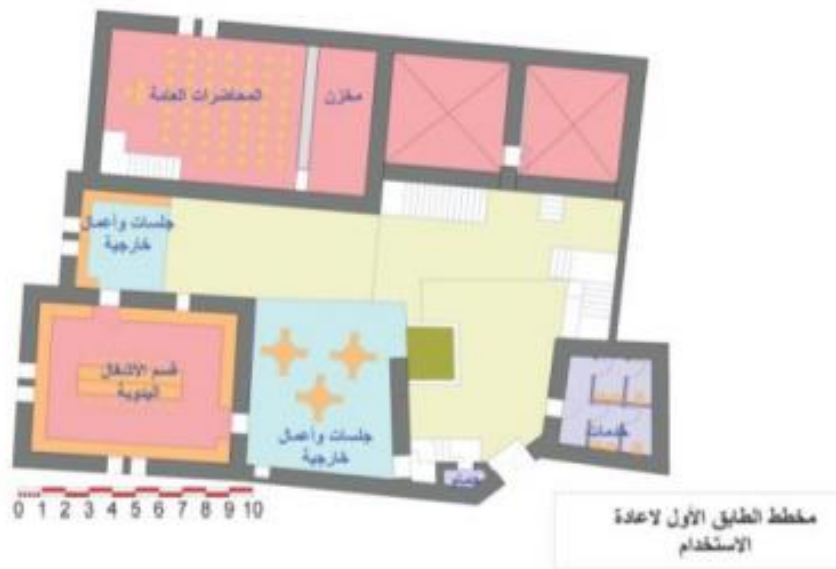 المحاضرات العامة
مخزن
جلسات وأعمال
خارجية
قسم الاشغال
اليدوية
جلسات وأعمال
خارجية
خدمات
0 1 2 3 4 5 6 7 8 9 10
مخطط الطابق الأول لاعادة
الاستخدام